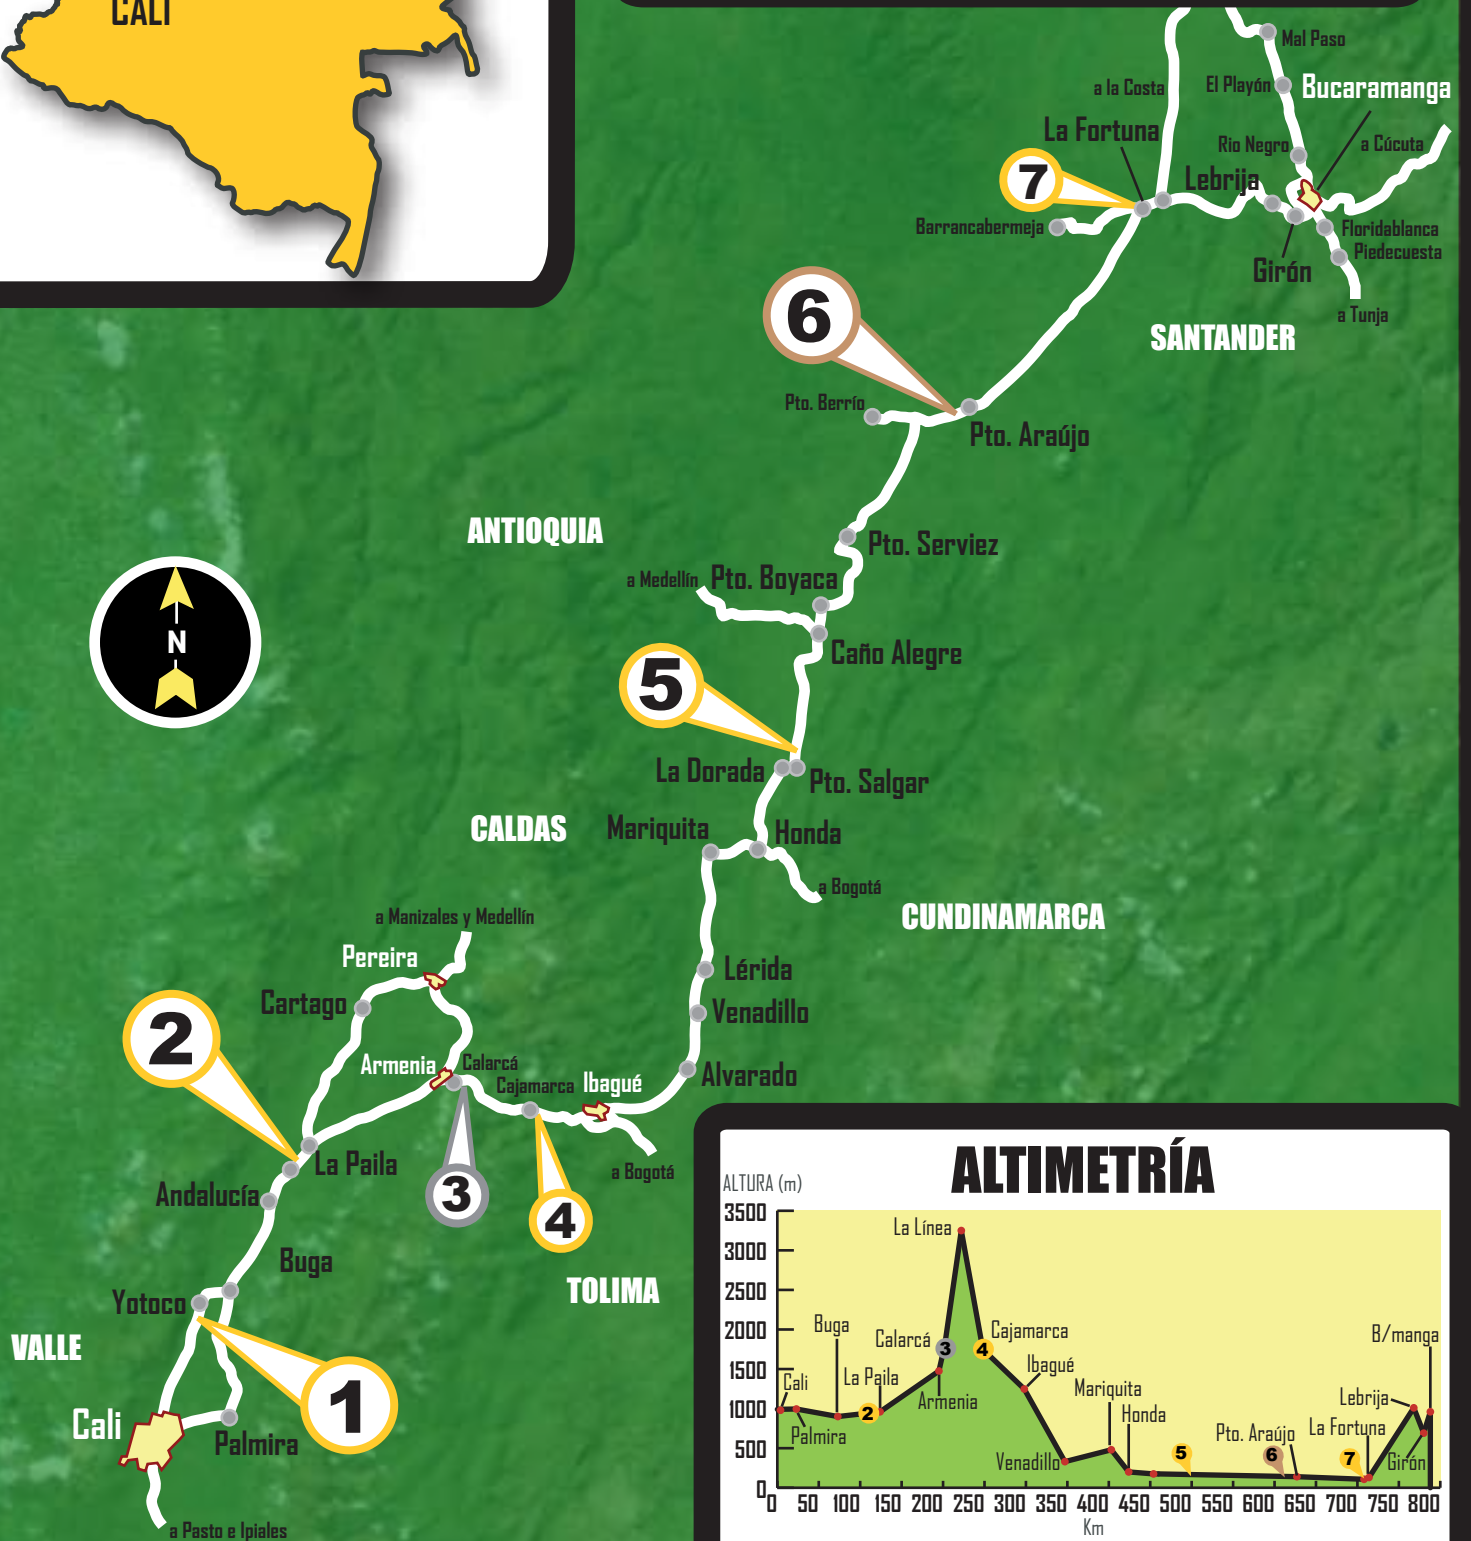 CALI
Mal Paso
a la Costa
El Playón
Bucaramanga
La Fortuna
Rio Negro
a Cúcuta
7
Lebrija
Barrancabermeja
Floridablanca
Piedecuesta
Girón
a Tunja
6
SANTANDER
Pto. Berrío
Pto. Araújo
ANTIOQUIA
Pto. Serviez
a Medellín
Pto. Boyaca
N
Caño Alegre
5
La Dorada
Pto. Salgar
CALDAS
Mariquita
Honda
a Bogotá
a Manizales y Medellín
CUNDINAMARCA
Pereira
Lérida
Cartago
Venadillo
2
Armenia
Calarcá
Cajamarca
Ibagué
Alvarado
La Paila
a Bogotá
Andalucía
3
4
Buga
TOLIMA
Yotoco
VALLE
1
Cali
Palmira
a Pasto e Ipiales
ALTIMETRÍA
ALTURA (m)
3500
3000
2500
2000
1500
1000
500
0
La Línea
Buga
Calarcá
3
4
Cajamarca
B/manga
Cali
La Paila
Ibagué
Armenia
Mariquita
Lebrija
2
Honda
Palmira
Pto. Araújo
La Fortuna
Venadillo
5
6
7
Girón
0 50 100 150 200 250 300 350 400 450 500 550 600 650 700 750 800
Km